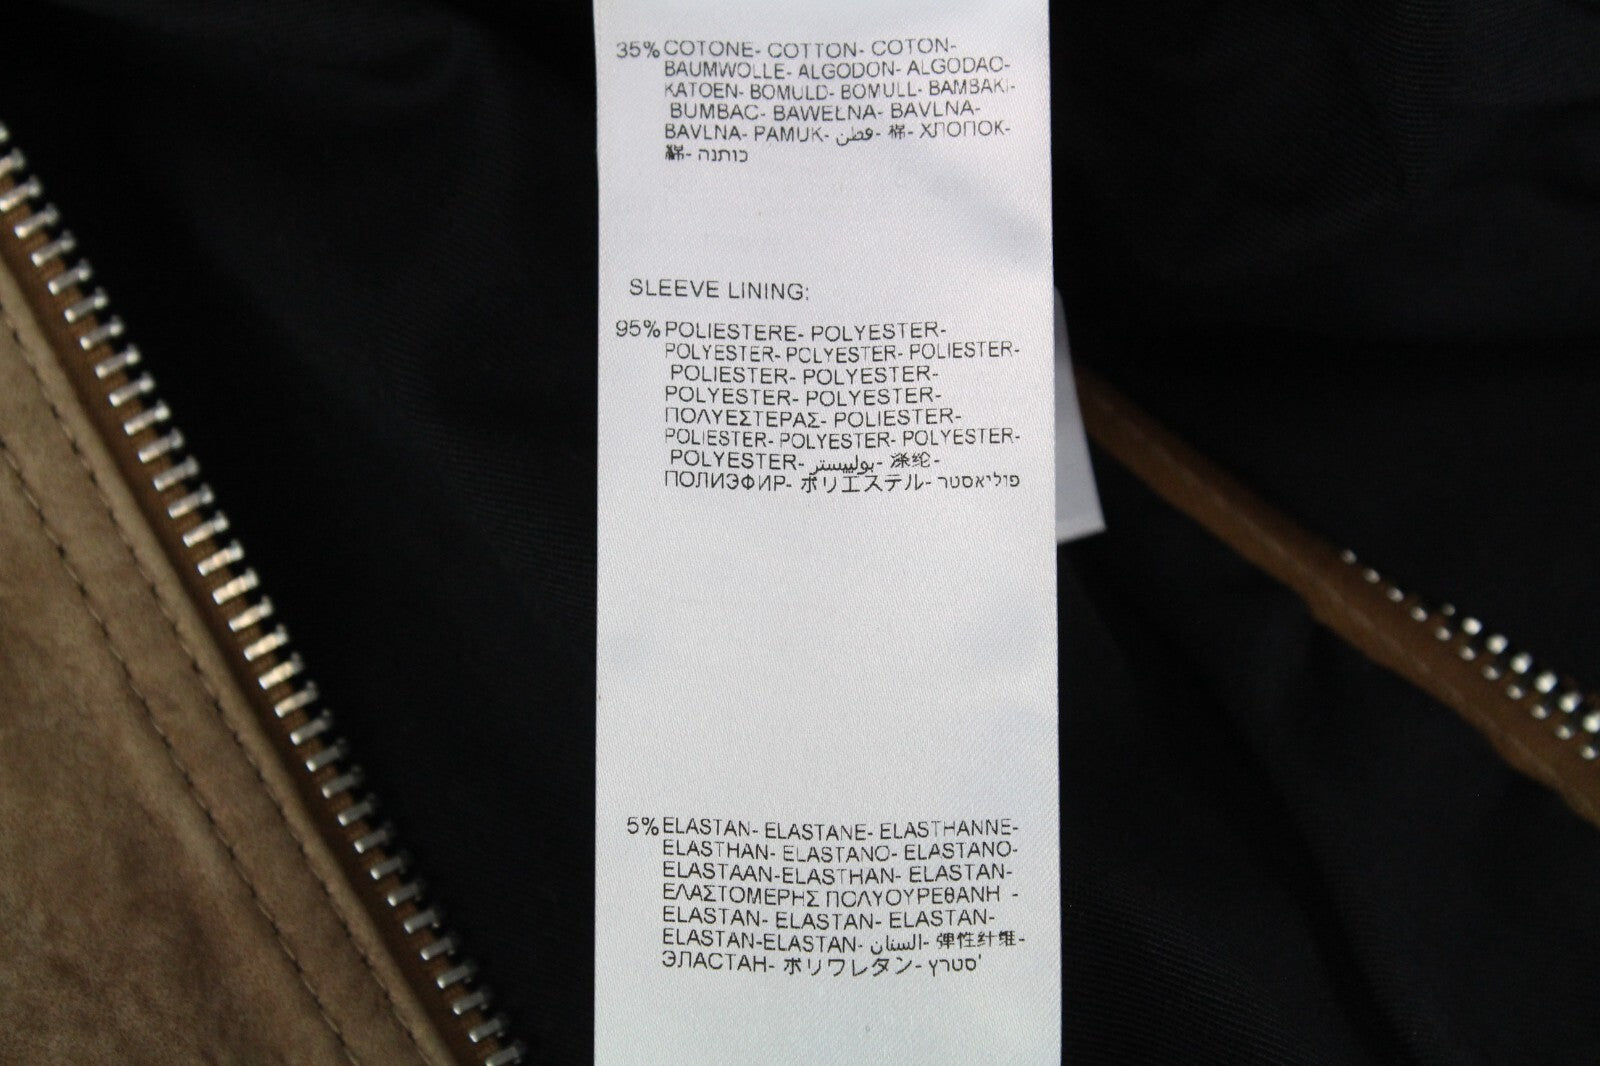 35% COTONE- COTTON- COTON-
BAUMWOLLE- ALGODON- ALGODAO-
KATOEN- BOMULD- BOMULL- BAMBAKI-
BUMBAC- BAWEŁNA- BAVLNA-
BAVLNA- PAMUK- قطن- 棉- ХЛОПОК-
綿- כותנה
SLEEVE LINING:
95% POLIESTERE- POLYESTER-
POLYESTER- POLYESTER- POLIESTER-
POLIESTER- POLYESTER-
POLYESTER- POLYESTER-
ΠΟΛΥΕΣΤΕΡΑΣ- POLIESTER-
POLIESTER- POLYESTER- POLYESTER-
POLYESTER- بوليستر- 涤纶-
ПОЛИЭФИР- ポリエステル- פוליאסטר
5% ELASTAN- ELASTANE- ELASTHANNE-
ELASTHAN- ELASTANO- ELASTANO-
ELASTAAN-ELASTHAN- ELASTAN-
ΕΛΑΣΤΟΜΕΡΗΣ ΠΟΛΥΟΥΡΕΘΑΝΗ -
ELASTAN- ELASTAN- ELASTAN-
ELASTAN-ELASTAN- الستان- 弹性纤维-
ЭЛАСТАН- ポリウレタン- סטרץ'